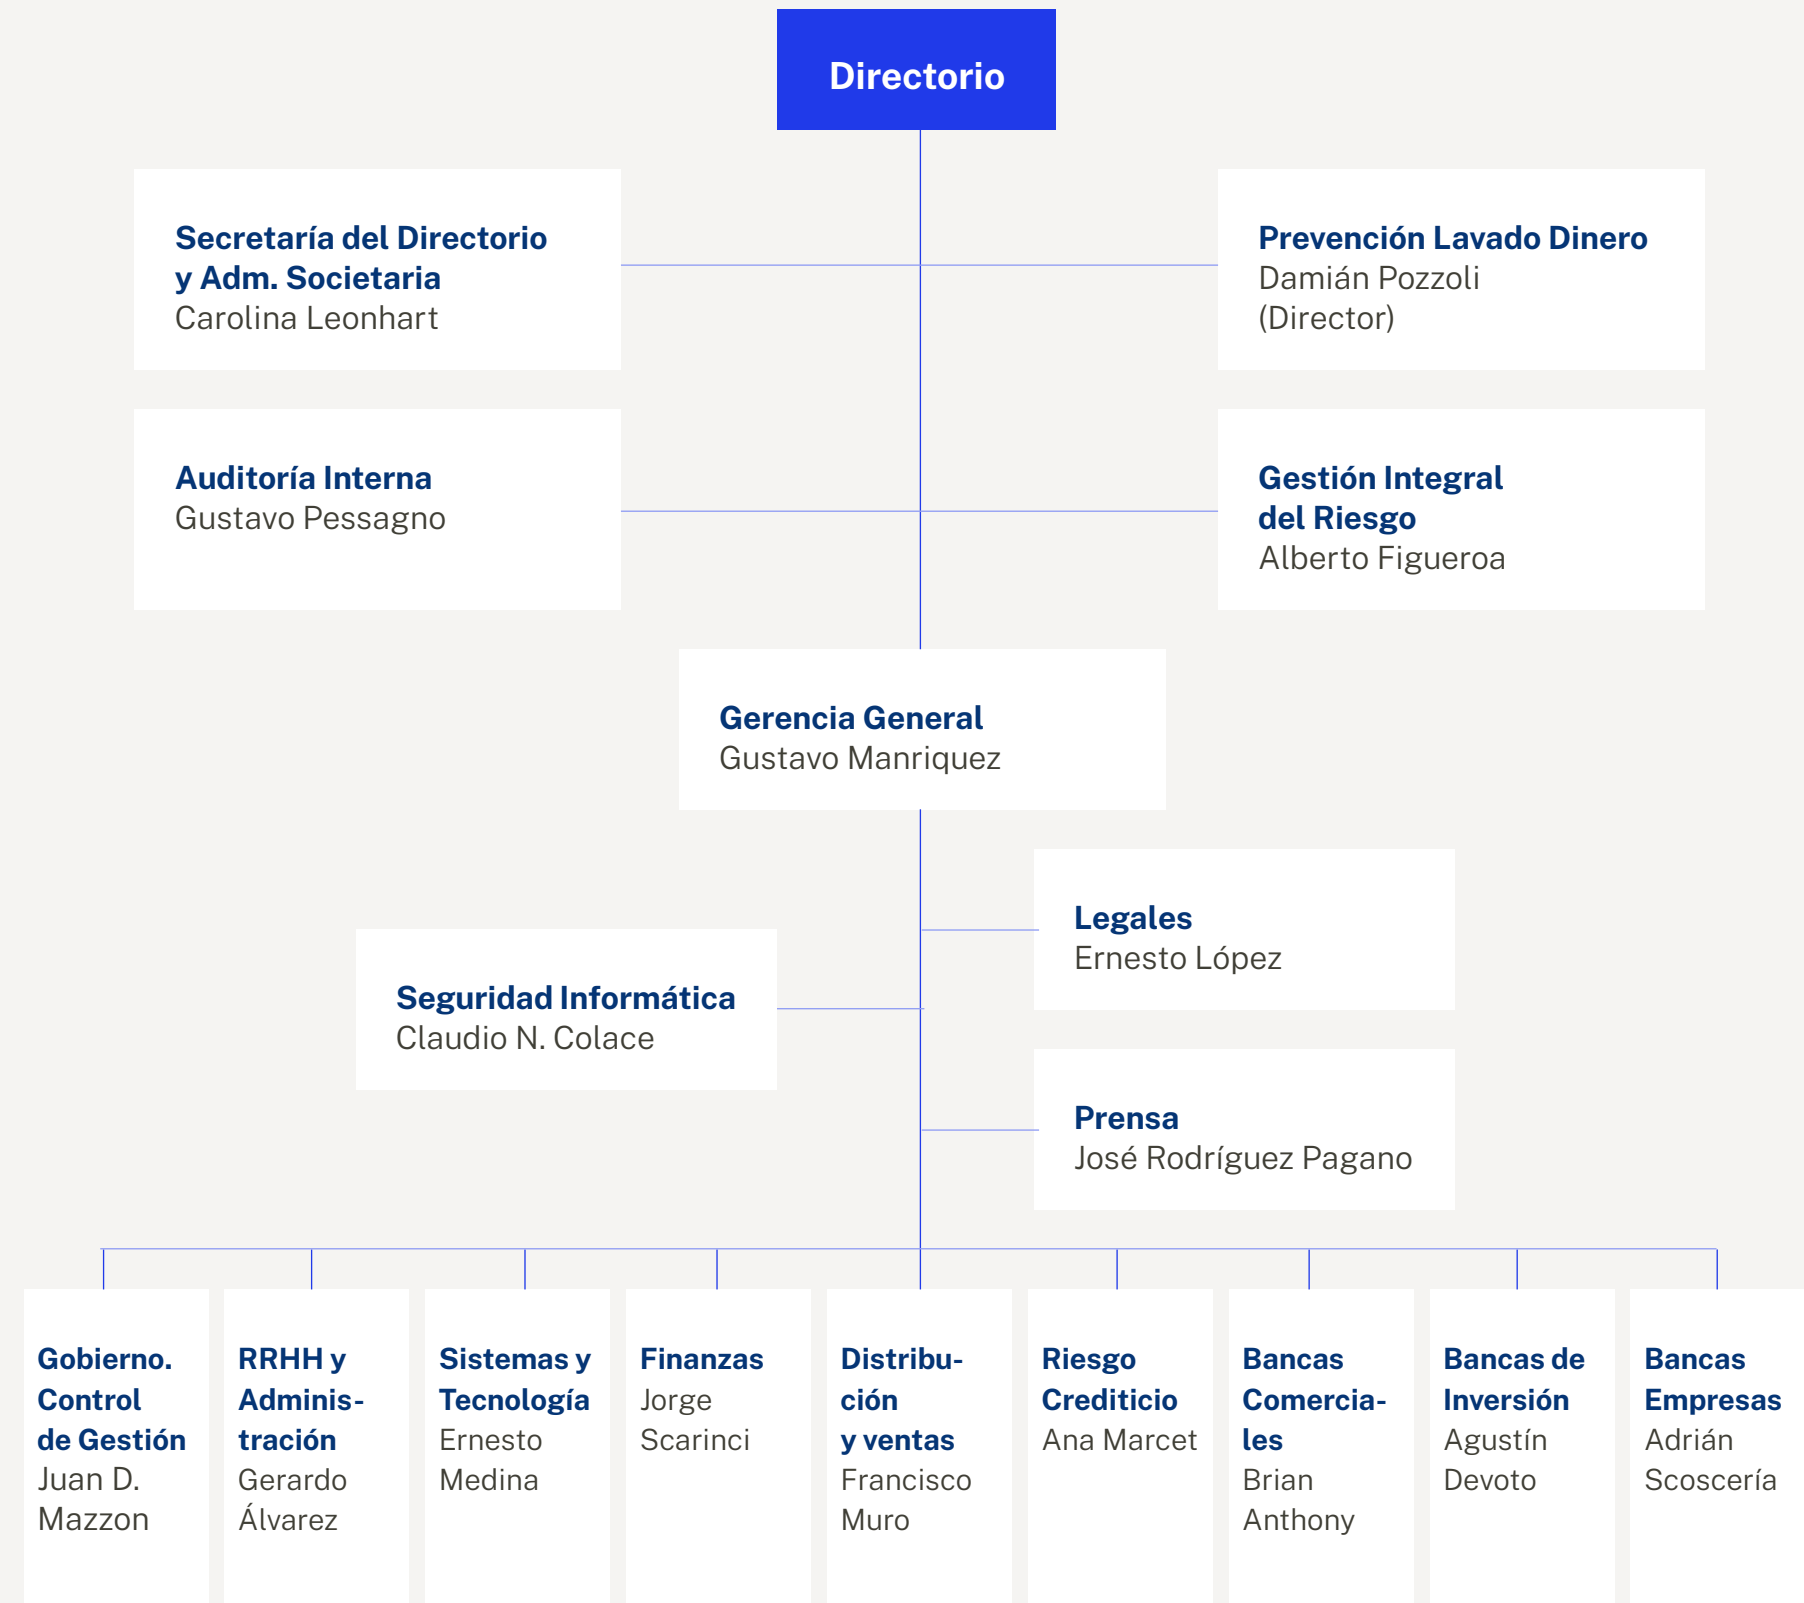 Directorio
Secretaría del Directorio
y Adm. Societaria
Carolina Leonhart
Prevención Lavado Dinero
Damián Pozzoli
(Director)
Auditoría Interna
Gustavo Pessagno
Gestión Integral
del Riesgo
Alberto Figueroa
Gerencia General
Gustavo Manriquez
Legales
Ernesto López
Seguridad Informática
Claudio N. Colace
Prensa
José Rodríguez Pagano
Gobierno.
Control
de Gestión
Juan D.
Mazzon
RRHH y
Adminis-
tración
Gerardo
Álvarez
Sistemas y
Tecnología
Ernesto
Medina
Finanzas
Jorge
Scarinci
Distribu-
ción
y ventas
Francisco
Muro
Riesgo
Crediticio
Ana Marcet
Bancas
Comercia-
les
Brian
Anthony
Bancas de
Inversión
Agustín
Devoto
Bancas
Empresas
Adrián
Scoscería